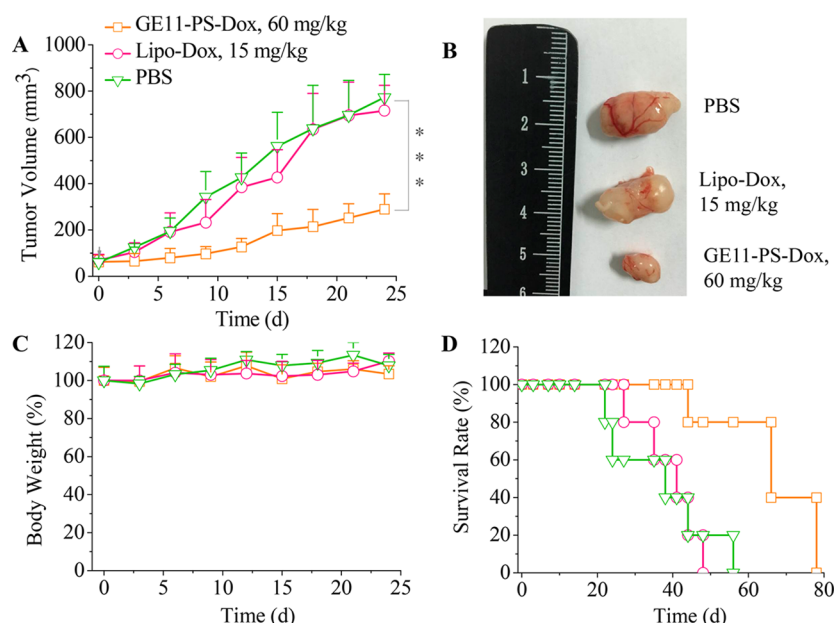 A
GE11-PS-Dox, 60 mg/kg
Lipo-Dox, 15 mg/kg
PBS
1000
800
600
400
200
0
Tumor Volume (mm³)
0 5 10 15 20 25
Time (d)
* * *
B
1
2
3
4
5
6
PBS
Lipo-Dox,
15 mg/kg
GE11-PS-Dox,
60 mg/kg
C
120
100
80
60
40
20
0
Body Weight (%)
0 5 10 15 20 25
Time (d)
D
120
100
80
60
40
20
0
Survival Rate (%)
0 20 40 60 80
Time (d)